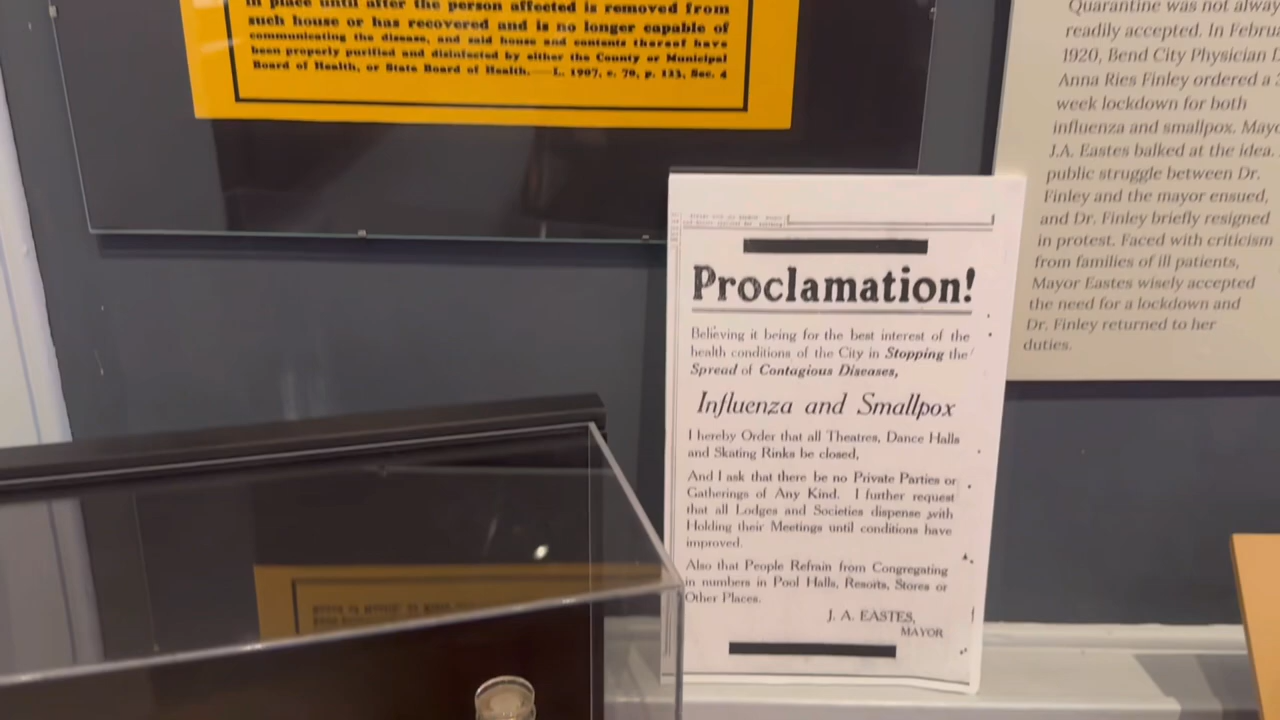 in place until after the person affected is removed from
such house or has recovered and is no longer capable of
communicating the disease, and said house and contents thereof have
been properly purified and disinfected by either the County or Municipal
Board of Health, or State Board of Health.—L. 1907, c. 79, p. 123, Sec. 4
Proclamation!
Believing it being for the best interest of the
health conditions of the City in Stopping the
Spread of Contagious Diseases,
Influenza and Smallpox
I hereby Order that all Theatres, Dance Halls
and Skating Rinks be closed,
And I ask that there be no Private Parties or
Gatherings of Any Kind. I further request
that all Lodges and Societies dispense with
Holding their Meetings until conditions have
improved.
Also that People Refrain from Congregating
in numbers in Pool Halls, Resorts, Stores or
Other Places.
J. A. EASTES,
MAYOR
Quarantine was not
readily accepted. In
1920, Bend City Physician
Anna Ries Finley ordered a
week lockdown for both
influenza and smallpox.
J.A. Eastes balked at the idea.
public struggle between Dr.
Finley and the mayor ensued,
and Dr. Finley briefly resigned
in protest. Faced with criticism
from families of ill patients,
Mayor Eastes wisely accepted
the need for a lockdown and
Dr. Finley returned to her
duties.